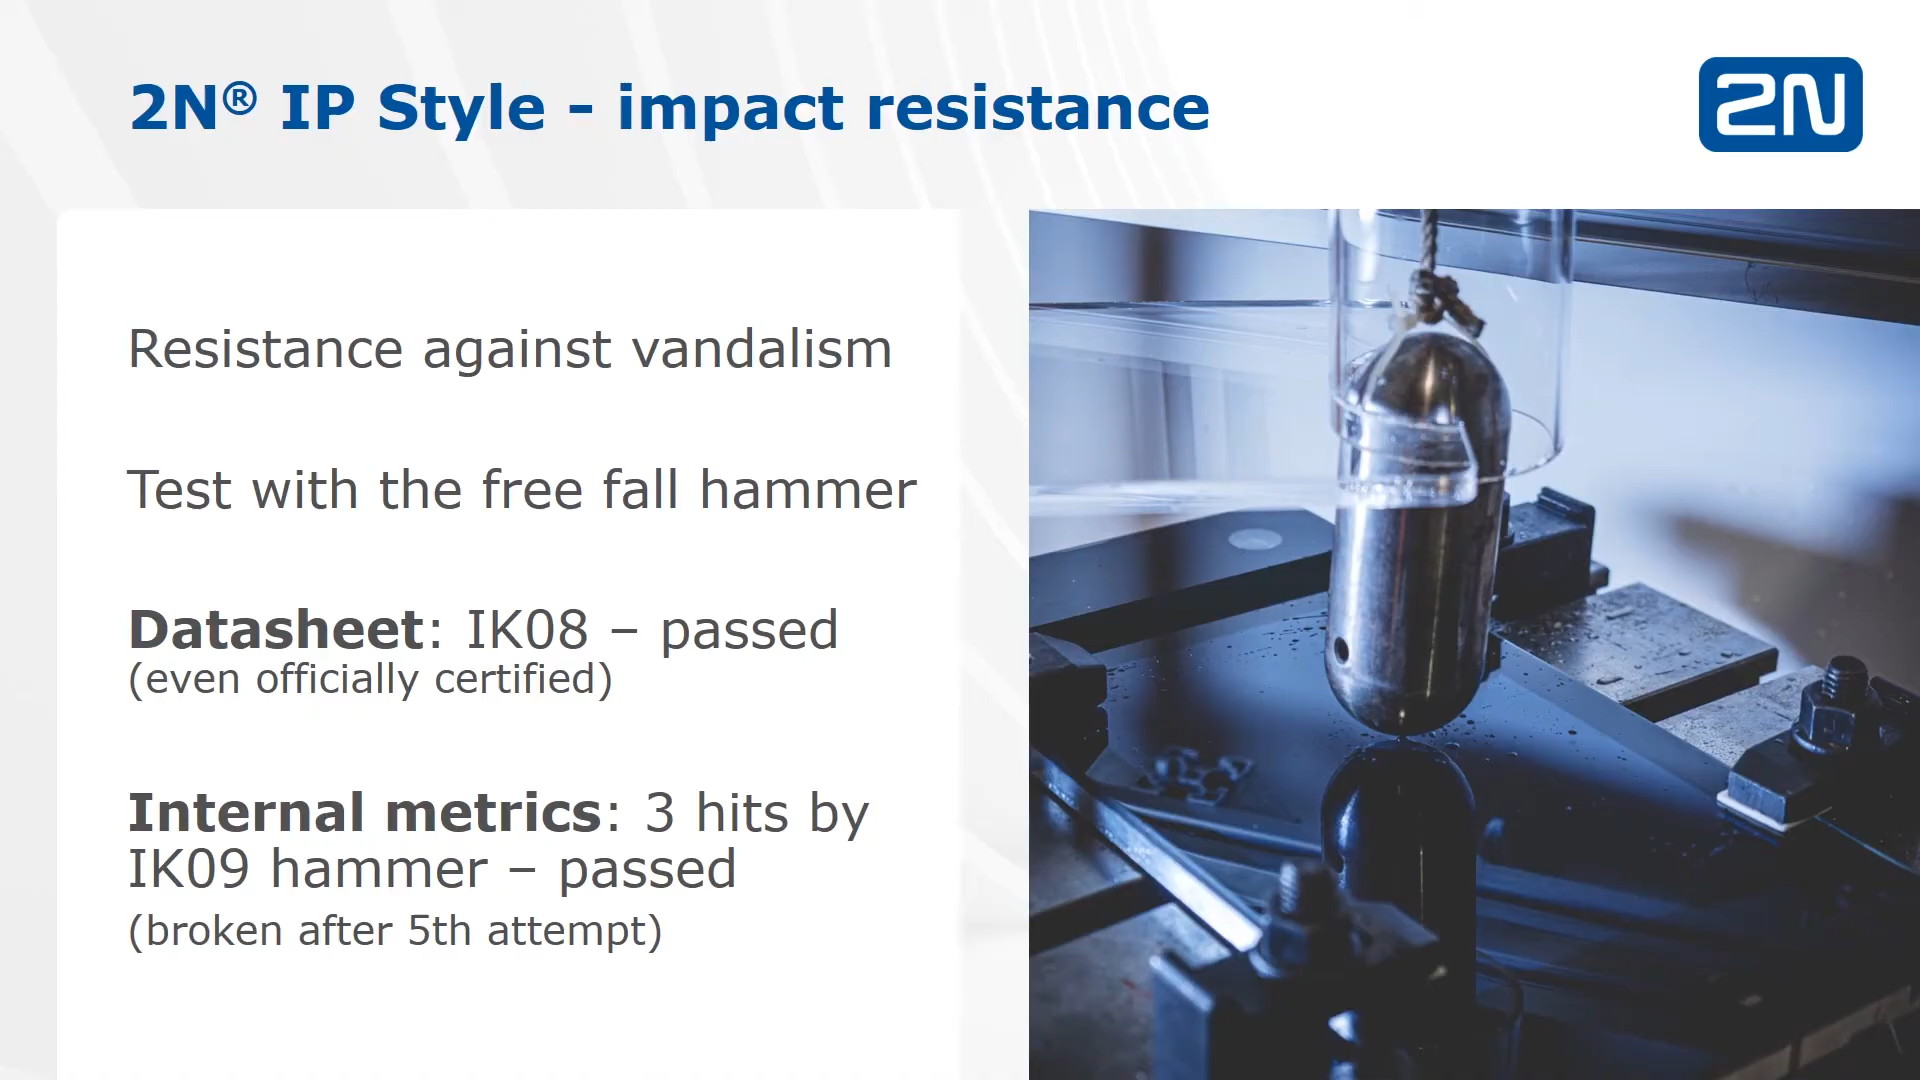 2N® IP Style - impact resistance
2N
Resistance against vandalism
Test with the free fall hammer
Datasheet: IK08 – passed
(even officially certified)
Internal metrics: 3 hits by
IK09 hammer – passed
(broken after 5th attempt)